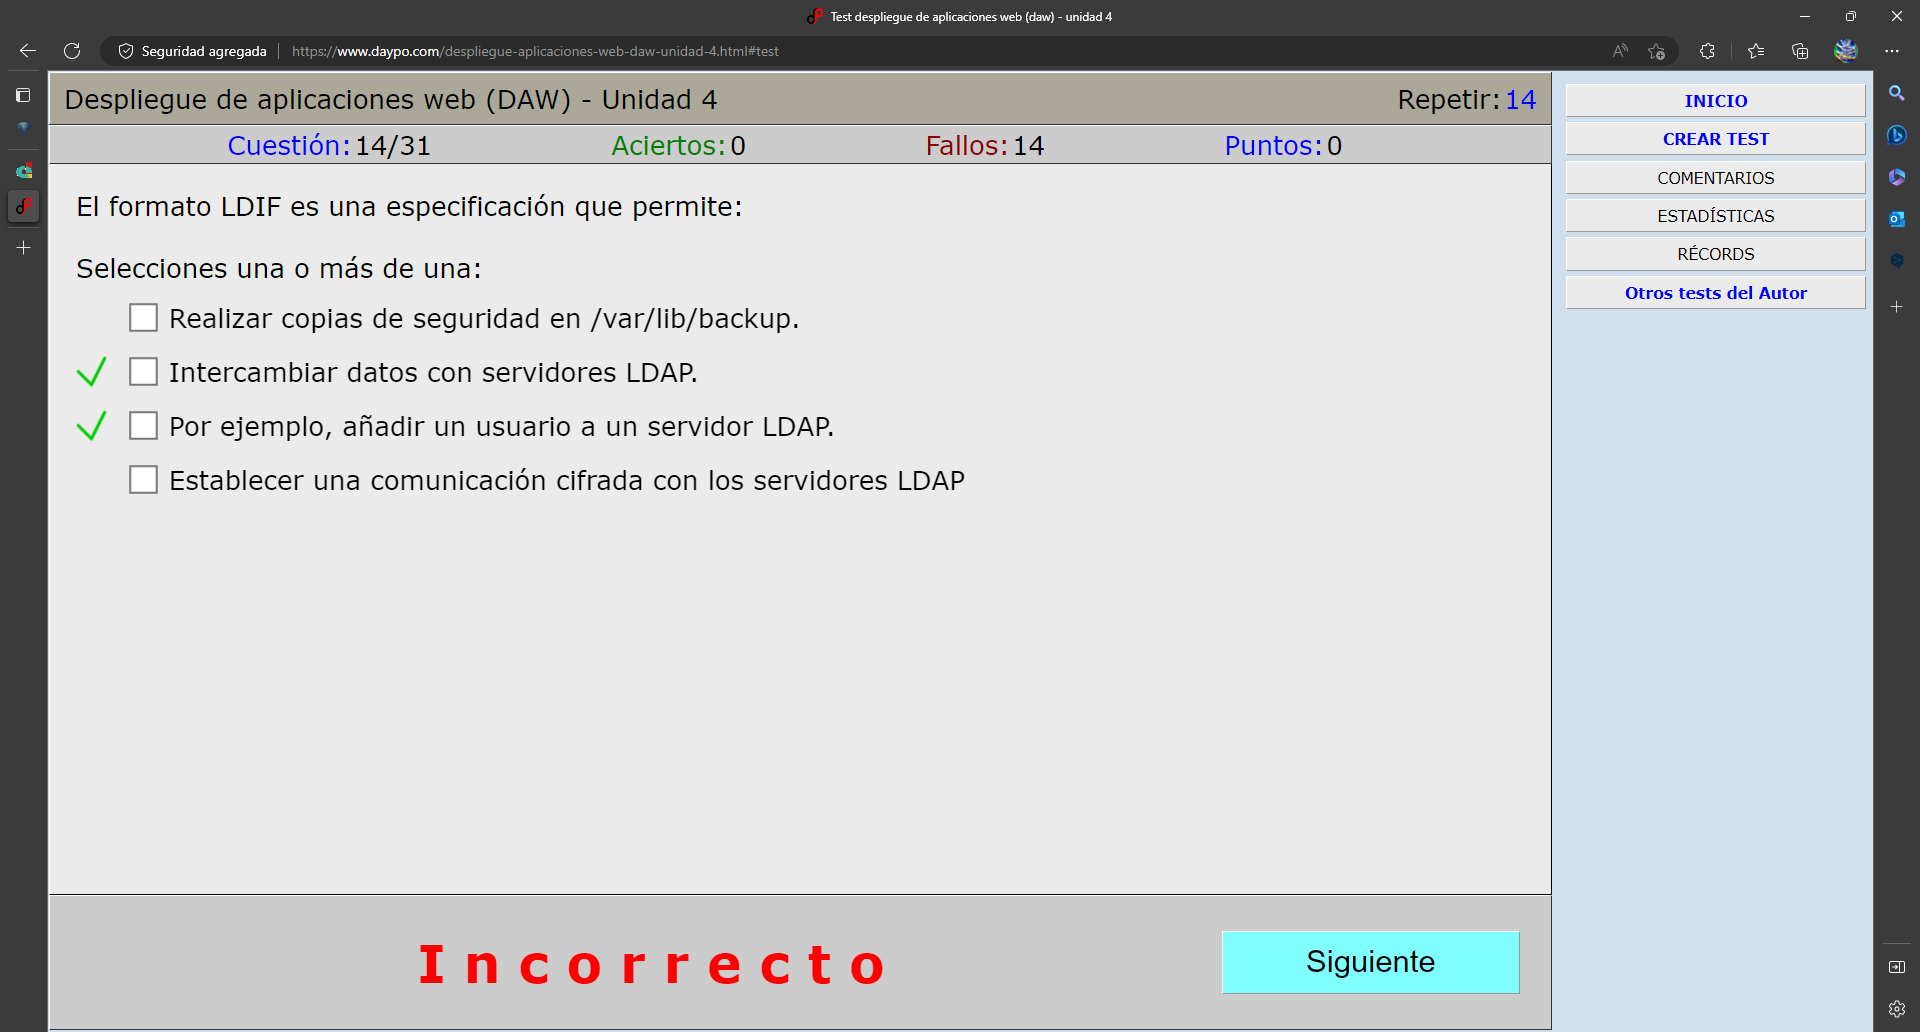 Test despliegue de aplicaciones web (daw) - unidad 4
Seguridad agregada
https://www.daypo.com/despliegue-aplicaciones-web-daw-unidad-4.html#test
Despliegue de aplicaciones web (DAW) - Unidad 4
Repetir: 14
Cuestión: 14/31
Aciertos: 0
Fallos: 14
Puntos: 0
El formato LDIF es una especificación que permite:
Selecciones una o más de una:
Realizar copias de seguridad en /var/lib/backup.
Intercambiar datos con servidores LDAP.
Por ejemplo, añadir un usuario a un servidor LDAP.
Establecer una comunicación cifrada con los servidores LDAP
Incorrecto
Siguiente
INICIO
CREAR TEST
COMENTARIOS
ESTADÍSTICAS
RÉCORDS
Otros tests del Autor